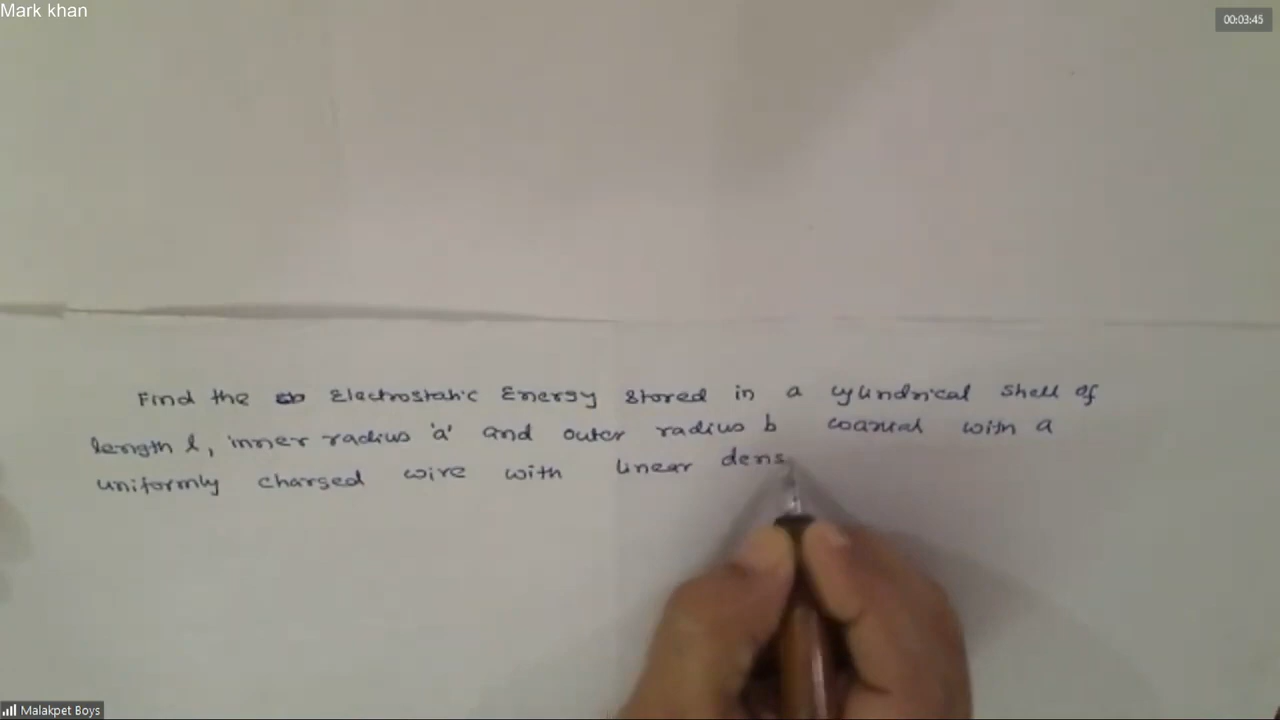 Mark khan
00:03:45
Find the Electrostatic Energy stored in a cylindrical shell of
length l, inner radius 'a' and outer radius b coaxial with a
uniformly charged wire with linear dens
Malakpet Boys